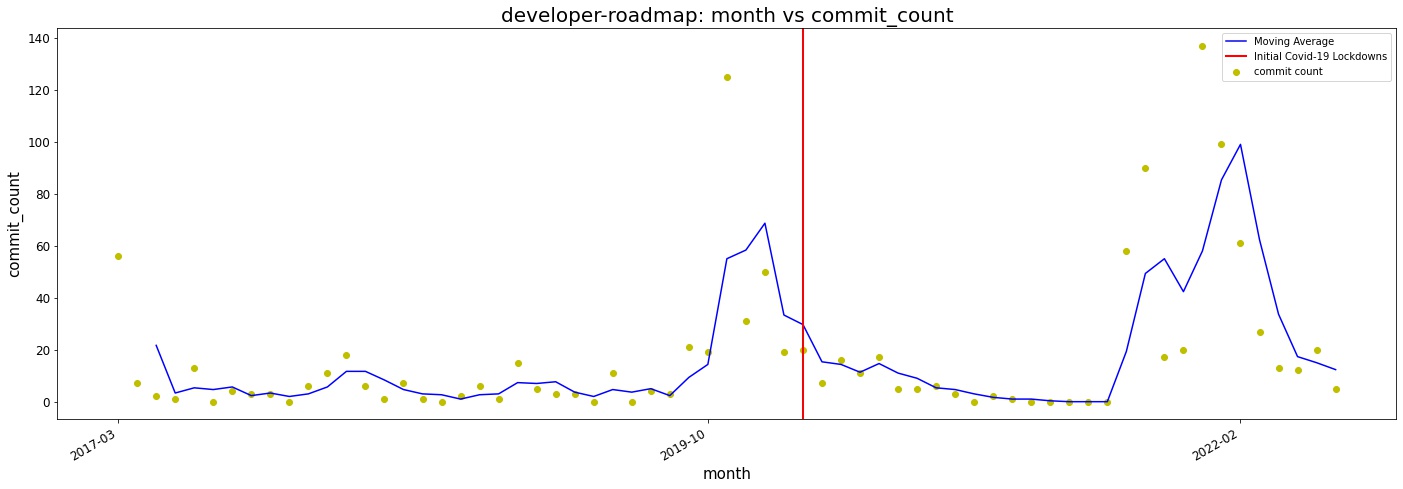 developer-roadmap: month vs commit_count
140
120
100
80
60
40
20
0
commit_count
Moving Average
Initial Covid-19 Lockdowns
commit count
2017-03
2019-10
2022-02
month